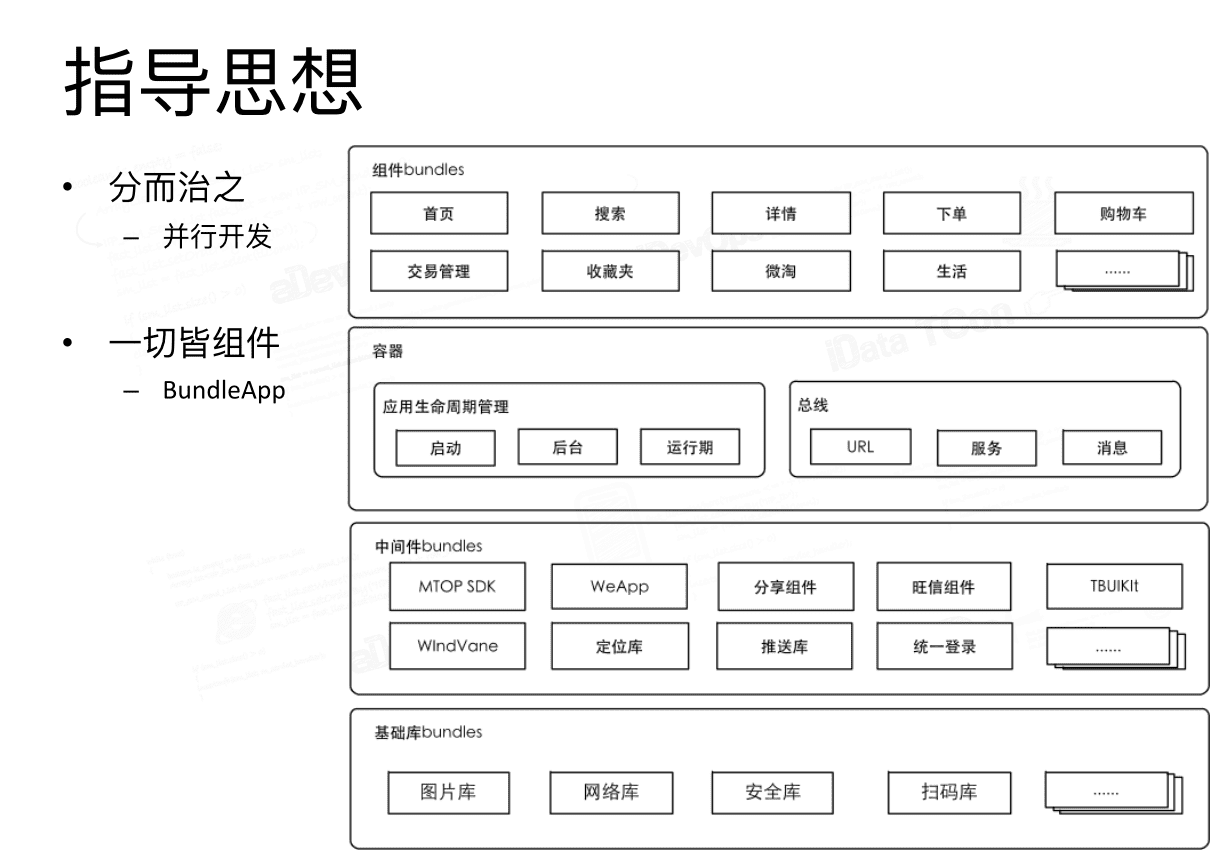 指导思想
• 分而治之
– 并行开发
• 一切皆组件
– BundleApp
组件bundles
首页 搜索 详情 下单 购物车
交易管理 收藏夹 微淘 生活 ......
容器
应用生命周期管理
启动 后台 运行期
总线
URL 服务 消息
中间件bundles
MTOP SDK WeApp 分享组件 旺信组件 TBUIKIt
WIndVane 定位库 推送库 统一登录 ......
基础库bundles
图片库 网络库 安全库 扫码库 ......
iData TCon